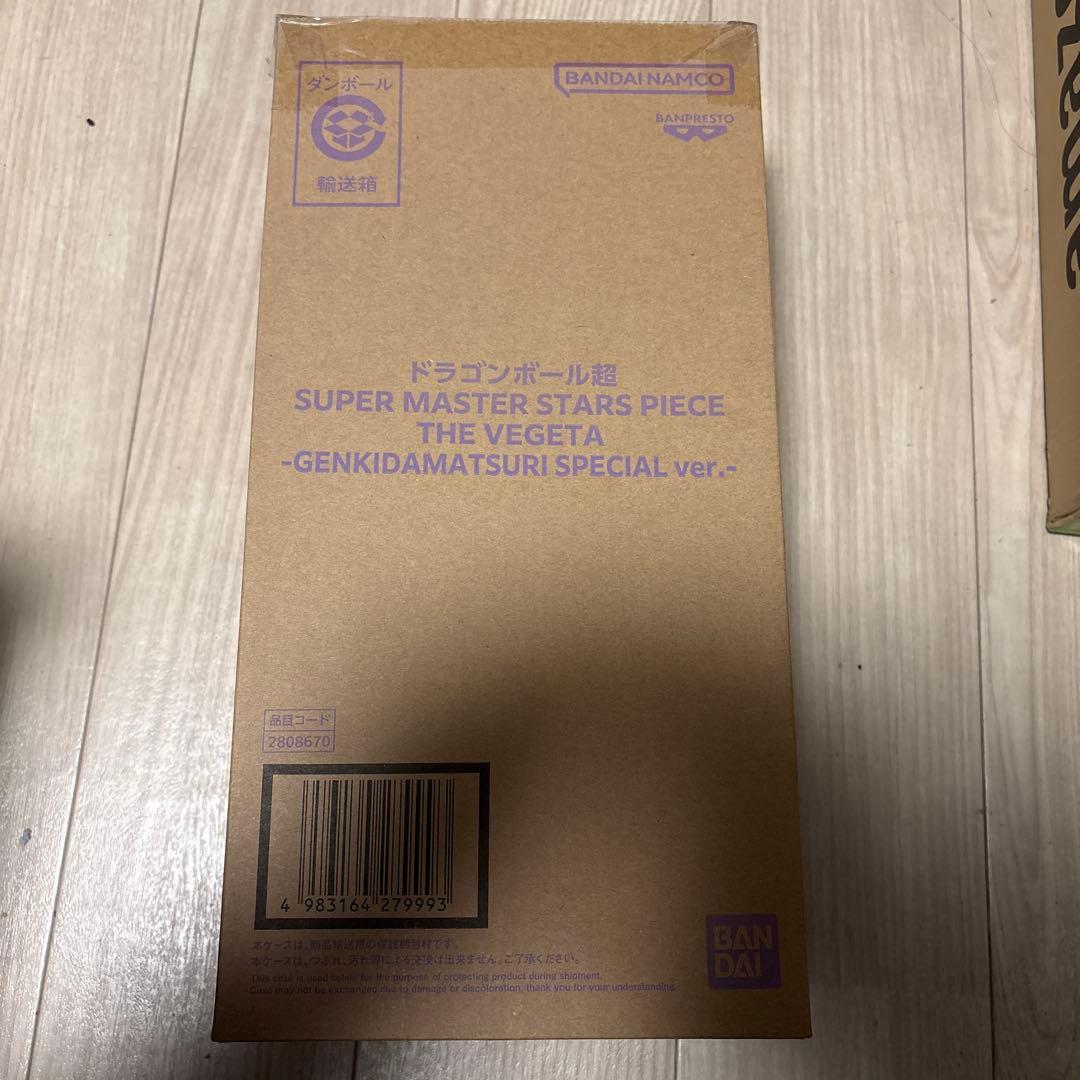 ダンボール
輸送箱
BANDAI NAMCO
BANPRESTO
ドラゴンボール超
SUPER MASTER STARS PIECE
THE VEGETA
-GENKIDAMATSURI SPECIAL ver.-
品目コード
2808670
4 983164 279993
本ケースは、商品輸送用の保護梱包材です。
本ケースは、つぶれ、汚れ等による交換は出来ません。ご了承ください。
This case is used solely for the purpose of protecting product during shipment.
Case may not be exchanged due to damage or discoloration, thank you for your understanding.
BAN
DAI